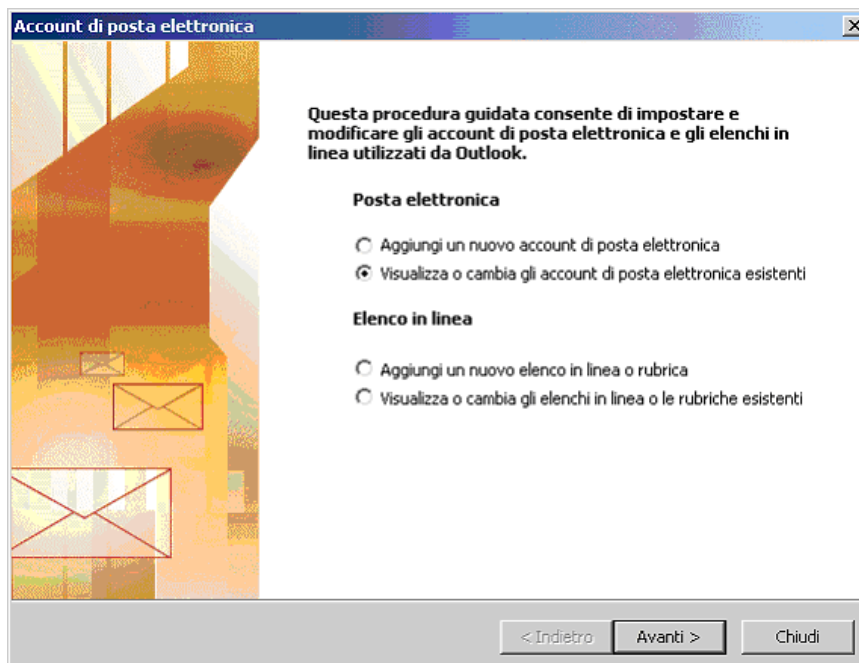 Account di posta elettronica
Questa procedura guidata consente di impostare e
modificare gli account di posta elettronica e gli elenchi in
linea utilizzati da Outlook.
Posta elettronica
Aggiungi un nuovo account di posta elettronica
Visualizza o cambia gli account di posta elettronica esistenti
Elenco in linea
Aggiungi un nuovo elenco in linea o rubrica
Visualizza o cambia gli elenchi in linea o le rubriche esistenti
< Indietro
Avanti >
Chiudi